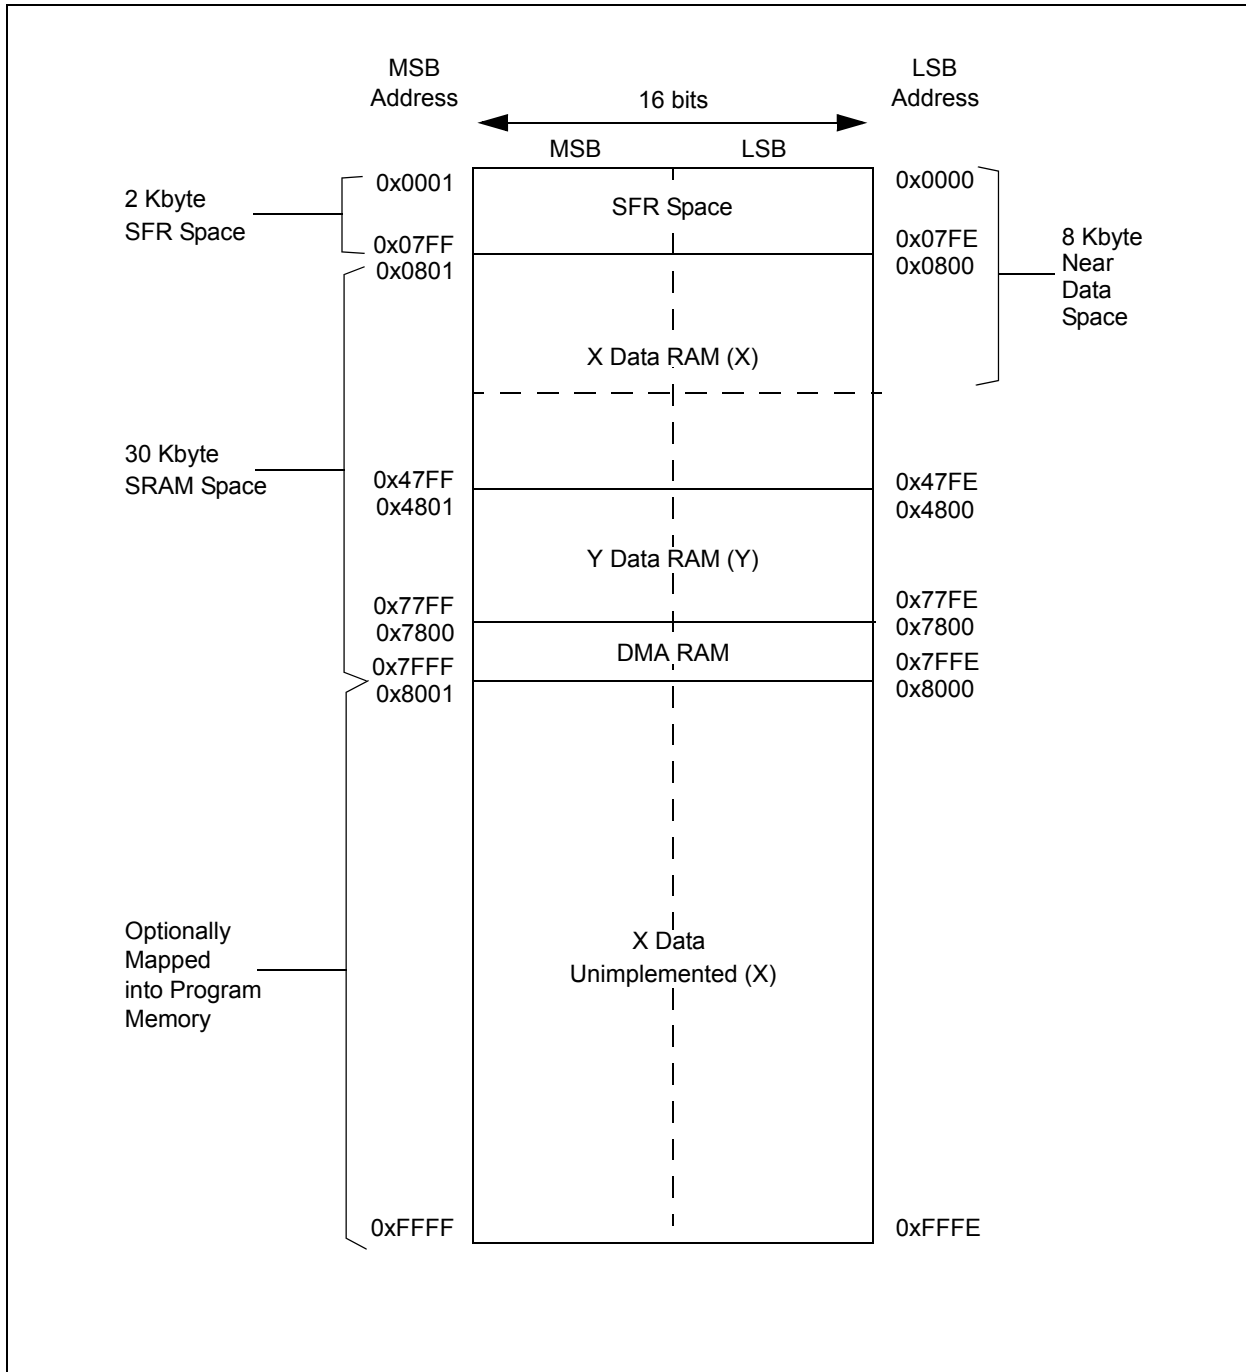 MSB
Address
LSB
Address
16 bits
MSB
LSB
0x0001
0x0000
2 Kbyte
SFR Space
SFR Space
0x07FF
0x07FE
0x0801
0x0800
8 Kbyte
Near
Data
Space
X Data RAM (X)
30 Kbyte
SRAM Space
0x47FF
0x47FE
0x4801
0x4800
Y Data RAM (Y)
0x77FF
0x77FE
0x7800
0x7800
DMA RAM
0x7FFF
0x7FFE
0x8001
0x8000
Optionally
Mapped
into Program
Memory
X Data
Unimplemented (X)
0xFFFF
0xFFFE